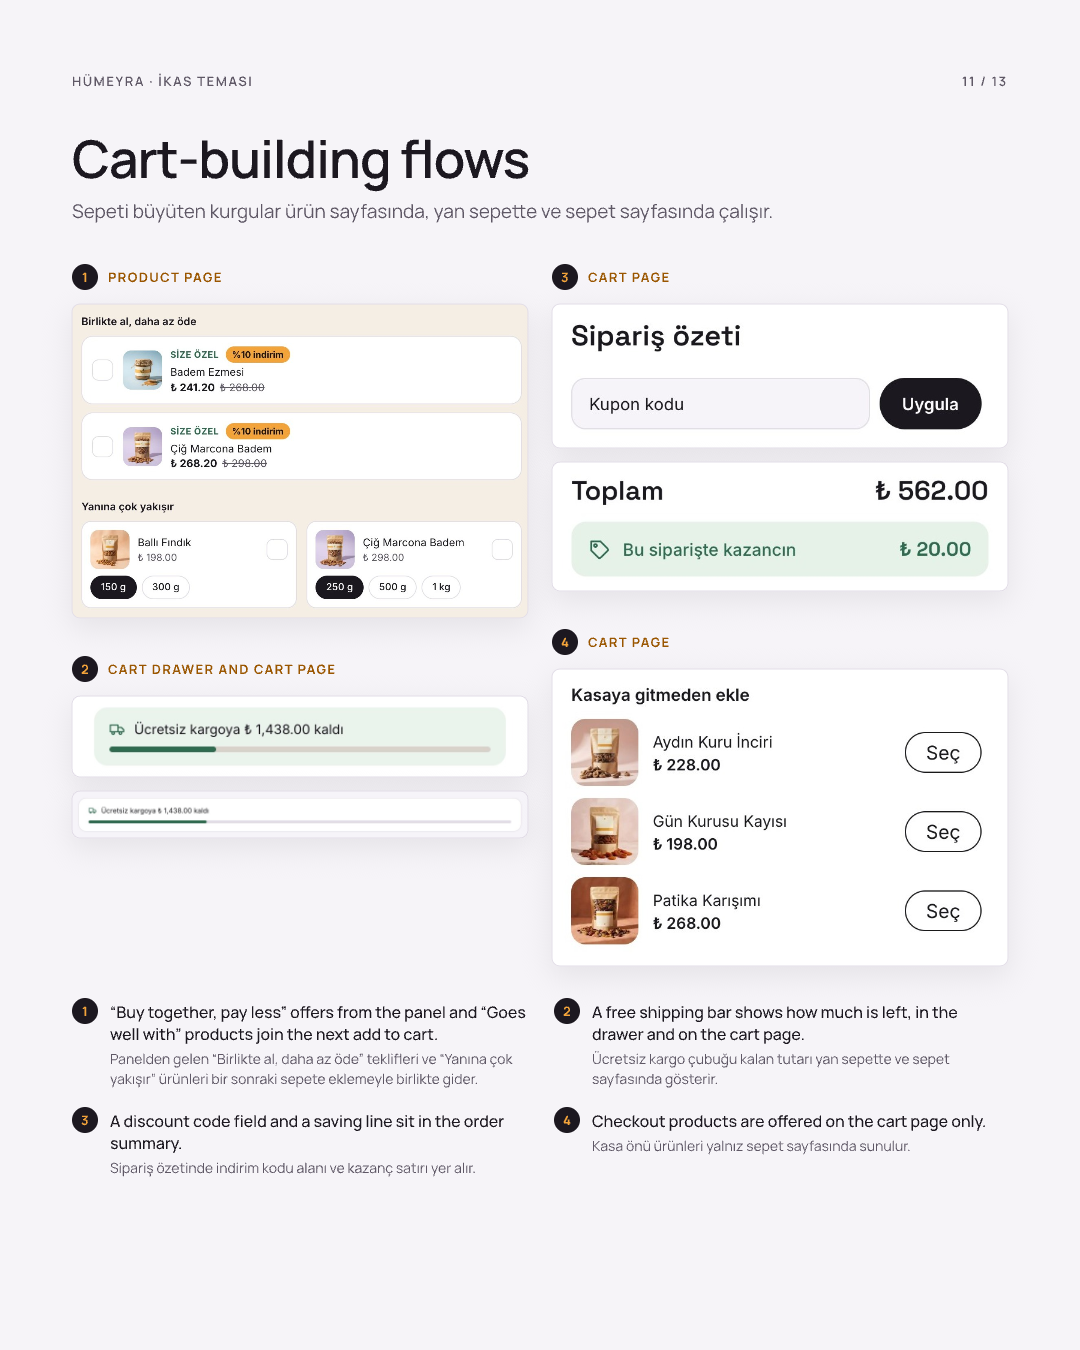 HÜMEYRA · İKAS TEMASI
11 / 13
Cart-building flows
Sepeti büyüten kurgular ürün sayfasında, yan sepette ve sepet sayfasında çalışır.
1 PRODUCT PAGE
Birlikte al, daha az öde
SİZE ÖZEL %10 indirim
Badem Ezmesi
₺ 241.20 ₺ 268.00
SİZE ÖZEL %10 indirim
Çiğ Marcona Badem
₺ 268.20 ₺ 298.00
Yanına çok yakışır
Ballı Fındık
₺ 198.00
150 g 300 g
Çiğ Marcona Badem
₺ 298.00
250 g 500 g 1 kg
2 CART DRAWER AND CART PAGE
Ücretsiz kargoya ₺ 1,438.00 kaldı
Ücretsiz kargoya ₺ 1,438.00 kaldı
3 CART PAGE
Sipariş özeti
Kupon kodu Uygula
Toplam ₺ 562.00
Bu siparişte kazancın ₺ 20.00
4 CART PAGE
Kasaya gitmeden ekle
Aydın Kuru İnciri
₺ 228.00
Seç
Gün Kurusu Kayısı
₺ 198.00
Seç
Patika Karışımı
₺ 268.00
Seç
1 “Buy together, pay less” offers from the panel and “Goes
well with” products join the next add to cart.
Panelden gelen “Birlikte al, daha az öde” teklifleri ve “Yanına çok
yakışır” ürünleri bir sonraki sepete eklemeyle birlikte gider.
2 A free shipping bar shows how much is left, in the
drawer and on the cart page.
Ücretsiz kargo çubuğu kalan tutarı yan sepette ve sepet
sayfasında gösterir.
3 A discount code field and a saving line sit in the order
summary.
Sipariş özetinde indirim kodu alanı ve kazanç satırı yer alır.
4 Checkout products are offered on the cart page only.
Kasa önü ürünleri yalnız sepet sayfasında sunulur.